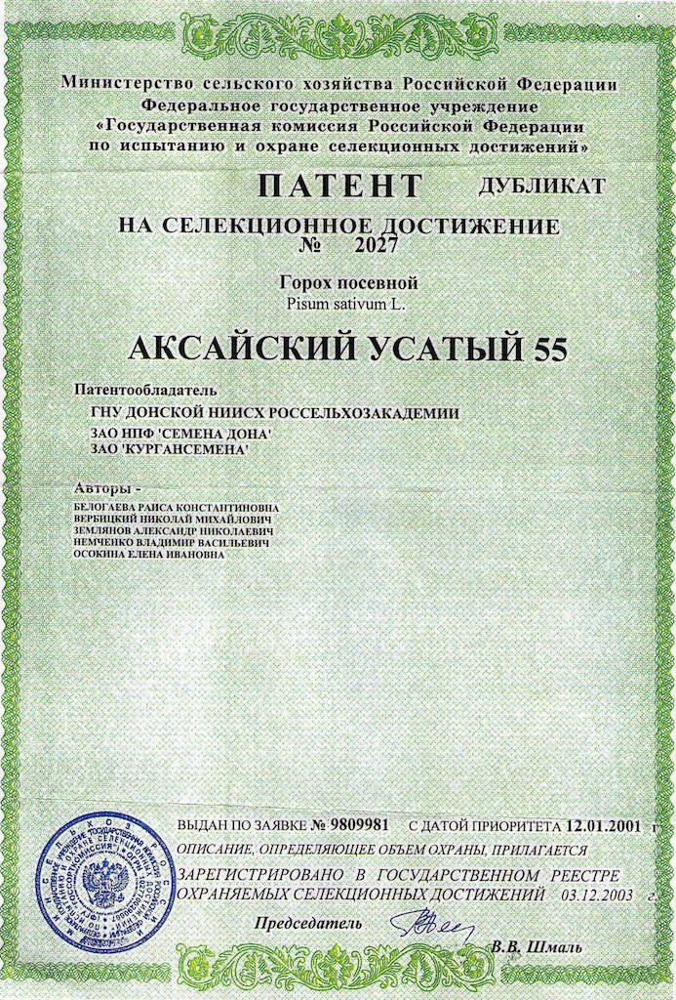 Министерство сельского хозяйства Российской Федерации
Федеральное государственное учреждение
«Государственная комиссия Российской Федерации
по испытанию и охране селекционных достижений»
ПАТЕНТ ДУБЛИКАТ
НА СЕЛЕКЦИОННОЕ ДОСТИЖЕНИЕ
№ 2027
Горох посевной
Pisum sativum L.
АКСАЙСКИЙ УСАТЫЙ 55
Патентообладатель
ГНУ ДОНСКОЙ НИИСХ РОССЕЛЬХОЗАКАДЕМИИ
ЗАО НПФ 'СЕМЕНА ДОНА'
ЗАО 'КУРГАНСЕМЕНА'
Авторы -
БЕЛОГАЕВА РАИСА КОНСТАНТИНОВНА
ВЕРБИЦКИЙ НИКОЛАЙ МИХАЙЛОВИЧ
ЗЕМЛЯНОВ АЛЕКСАНДР НИКОЛАЕВИЧ
НЕМЧЕНКО ВЛАДИМИР ВАСИЛЬЕВИЧ
ОСОКИНА ЕЛЕНА ИВАНОВНА
ВЫДАН ПО ЗАЯВКЕ № 9809981 С ДАТОЙ ПРИОРИТЕТА 12.01.2001 г
ОПИСАНИЕ, ОПРЕДЕЛЯЮЩЕЕ ОБЪЕМ ОХРАНЫ, ПРИЛАГАЕТСЯ
ЗАРЕГИСТРИРОВАНО В ГОСУДАРСТВЕННОМ РЕЕСТРЕ
ОХРАНЯЕМЫХ СЕЛЕКЦИОННЫХ ДОСТИЖЕНИЙ 03.12.2003 г.
Председатель
В.В. Шмаль